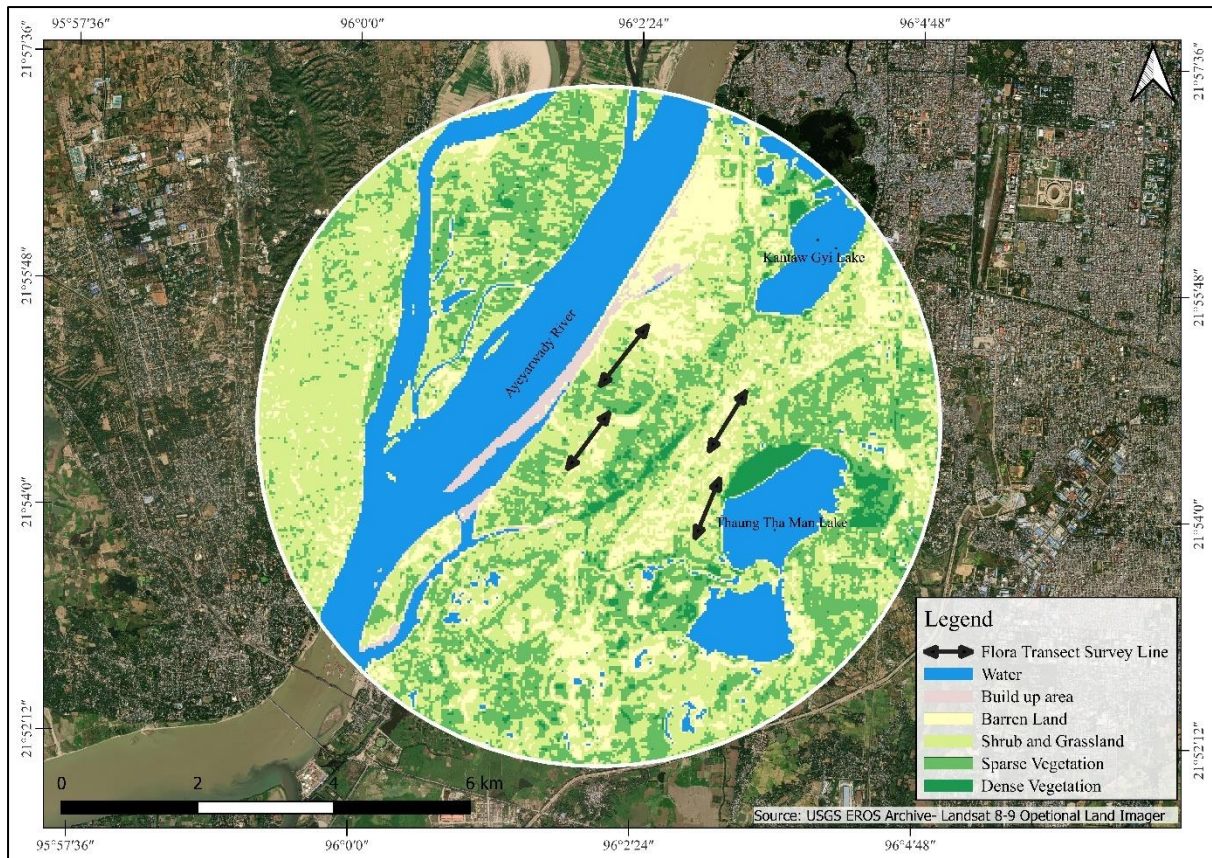 95°57'36" 96°0'0" 96°2'24" 96°4'48"
21°57'36" 21°57'36"
Kantaw Gyi Lake
21°55'48" 21°55'48"
Ayeyarwady River
21°54'0" 21°54'0"
Thaung Tha Man Lake
Legend
Flora Transect Survey Line
Water
Build up area
Barren Land
Shrub and Grassland
Sparse Vegetation
Dense Vegetation
21°52'12" 21°52'12"
0 2 4 6 km
Source: USGS EROS Archive- Landsat 8-9 Opetional Land Imager
95°57'36" 96°0'0" 96°2'24" 96°4'48"